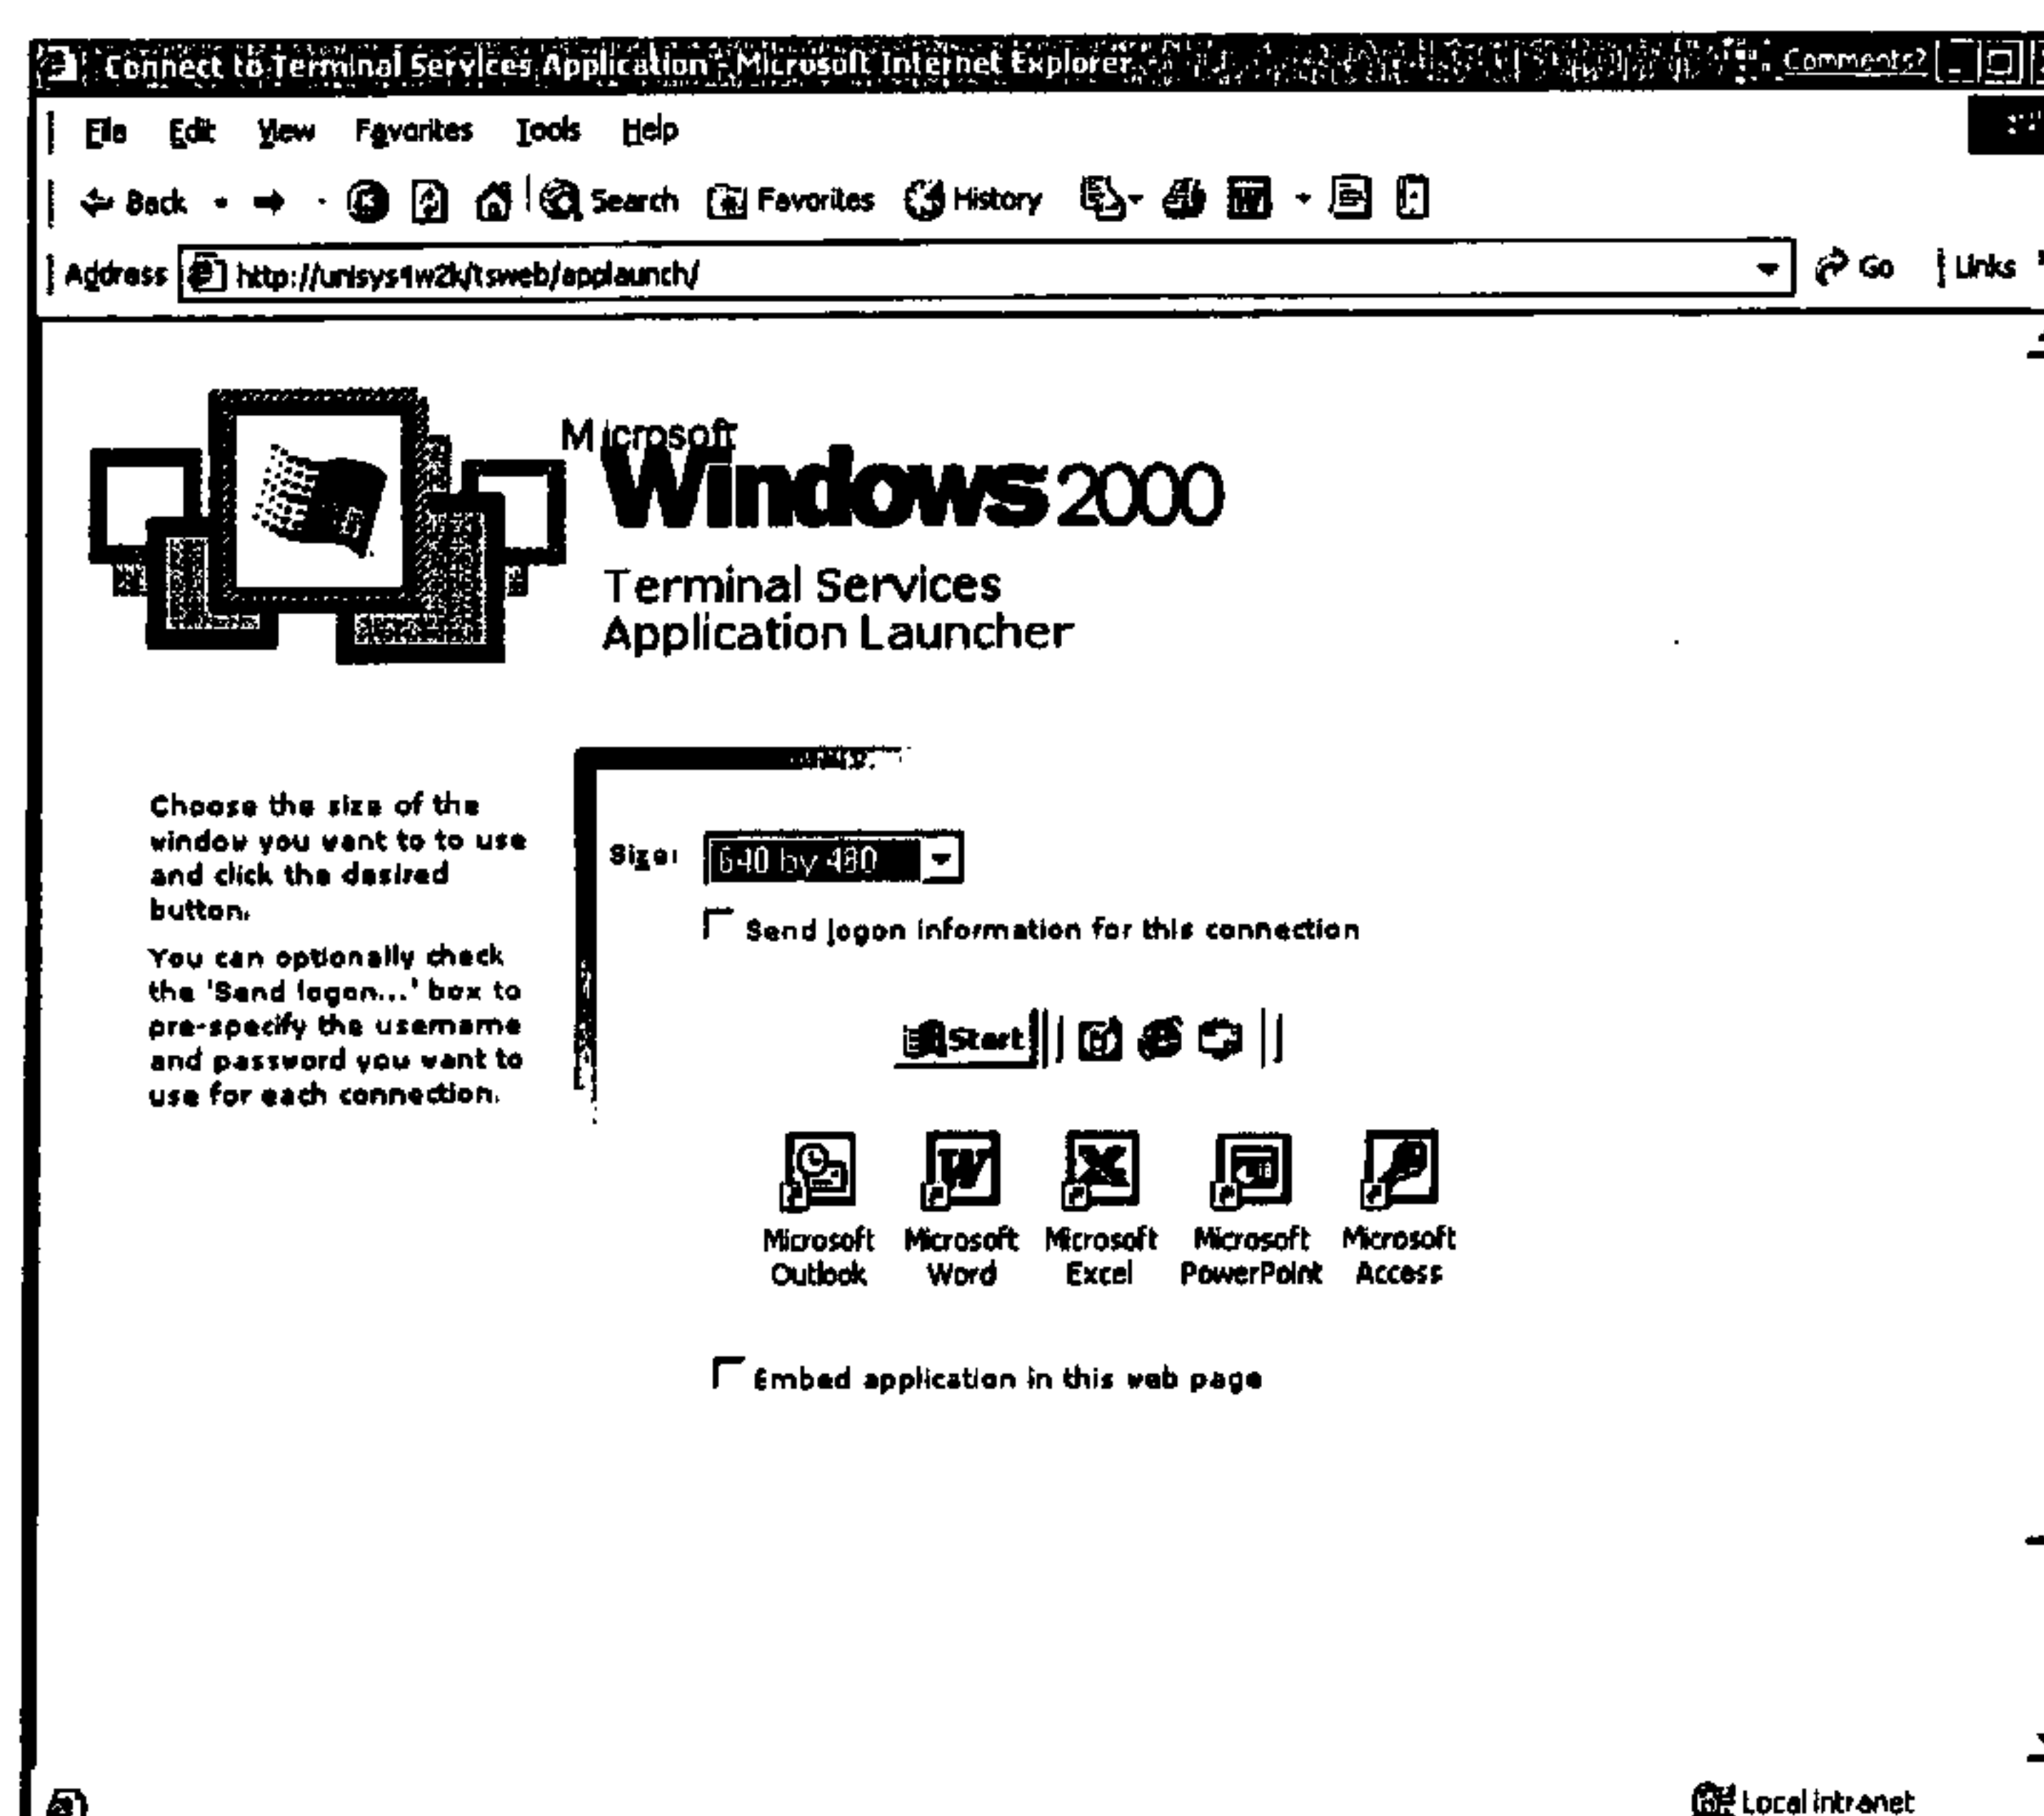 Connect to Terminal Services Application - Microsoft Internet Explorer
Comments?
File Edit View Favorites Tools Help
Back Search Favorites History
Address http://unisys4w2k/tsweb/applaunch/ Go Links
Microsoft
Windows 2000
Terminal Services
Application Launcher
Choose the size of the
window you want to to use
and click the desired
button.
You can optionally check
the 'Send logon...' box to
pre-specify the username
and password you want to
use for each connection.
Size: 640 by 480
Send logon information for this connection
Start
Microsoft Outlook
Microsoft Word
Microsoft Excel
Microsoft PowerPoint
Microsoft Access
Embed application in this web page
Local intranet